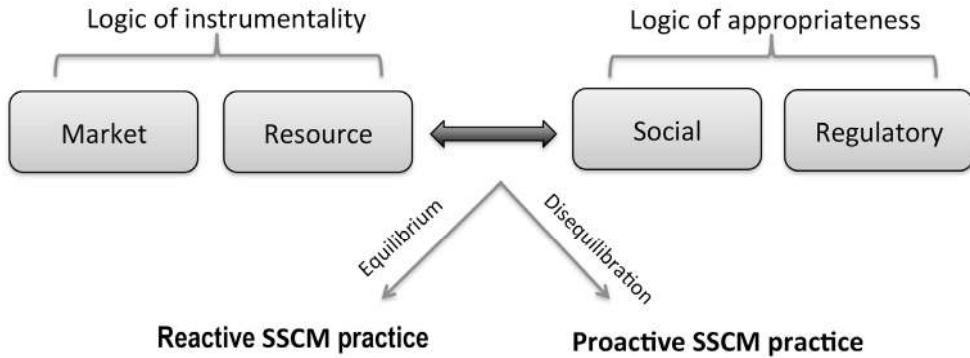 Logic of instrumentality
Logic of appropriateness
Market
Resource
Social
Regulatory
Equilibrium
Disequilibration
Reactive SSCM practice
Proactive SSCM practice